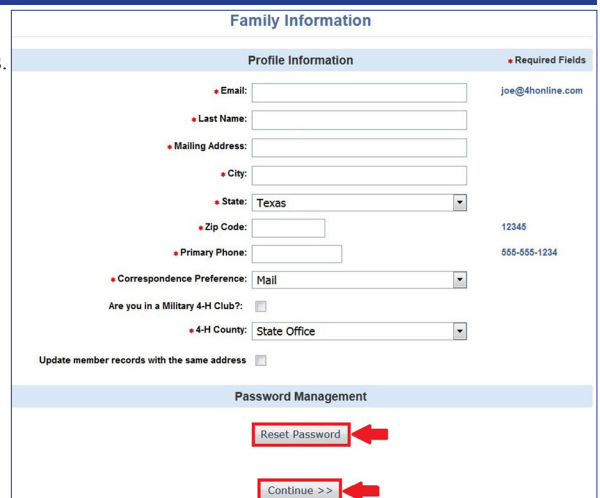 Family Information
Profile Information * Required Fields
* Email: joe@4honline.com
* Last Name:
* Mailing Address:
* City:
* State: Texas
* Zip Code: 12345
* Primary Phone: 555-555-1234
* Correspondence Preference: Mail
Are you in a Military 4-H Club?:
* 4-H County: State Office
Update member records with the same address
Password Management
Reset Password
Continue >>